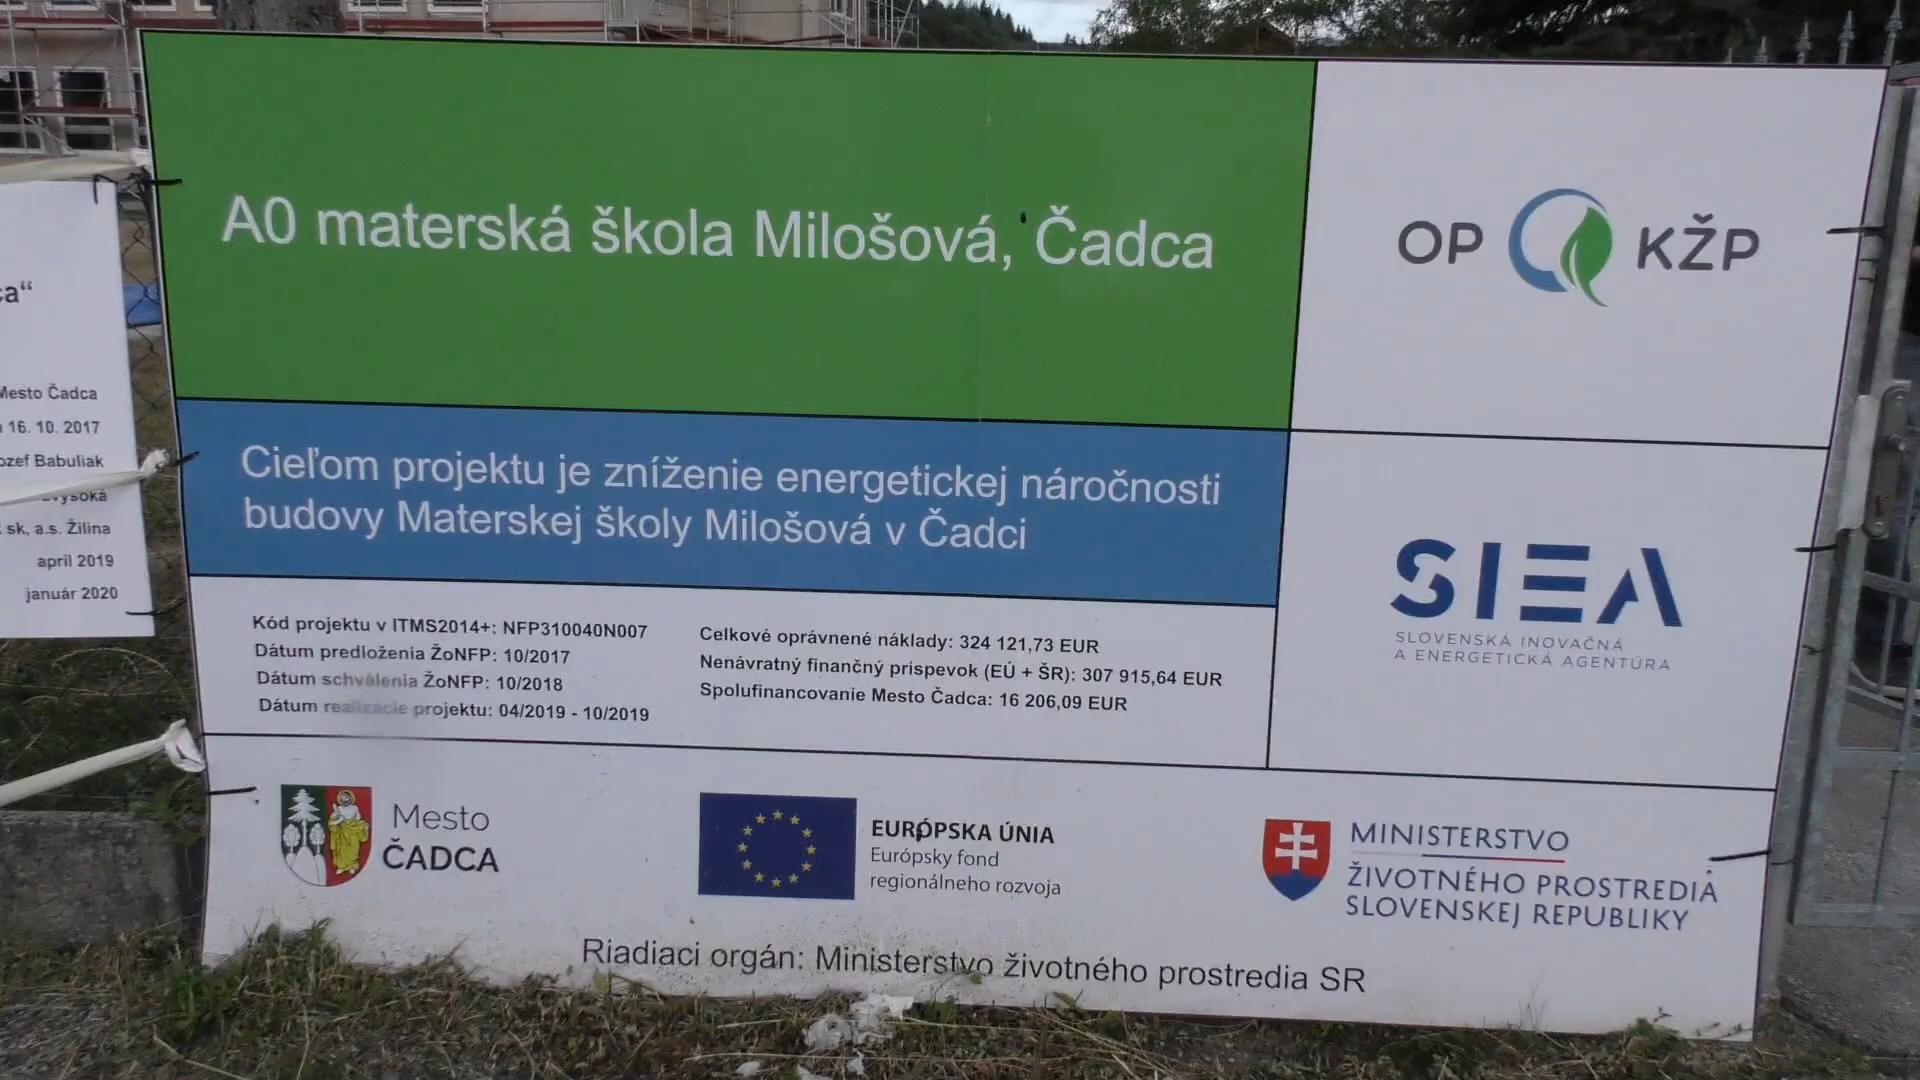 ca“
Mesto Čadca
16. 10. 2017
Babuliak
sk, a.s. Žilina
apríl 2019
január 2020
A0 materská škola Milošová, Čadca
OP KŽP
Cieľom projektu je zníženie energetickej náročnosti
budovy Materskej školy Milošová v Čadci
SIEA
SLOVENSKÁ INOVAČNÁ
A ENERGETICKÁ AGENTÚRA
Kód projektu v ITMS2014+: NFP310040N007
Dátum predloženia ŽoNFP: 10/2017
Dátum schválenia ŽoNFP: 10/2018
Dátum realizácie projektu: 04/2019 - 10/2019
Celkové oprávnené náklady: 324 121,73 EUR
Nenávratný finančný príspevok (EÚ + ŠR): 307 915,64 EUR
Spolufinancovanie Mesto Čadca: 16 206,09 EUR
Mesto
ČADCA
EURÓPSKA ÚNIA
Európsky fond
regionálneho rozvoja
MINISTERSTVO
ŽIVOTNÉHO PROSTREDIA
SLOVENSKEJ REPUBLIKY
Riadiaci orgán: Ministerstvo životného prostredia SR